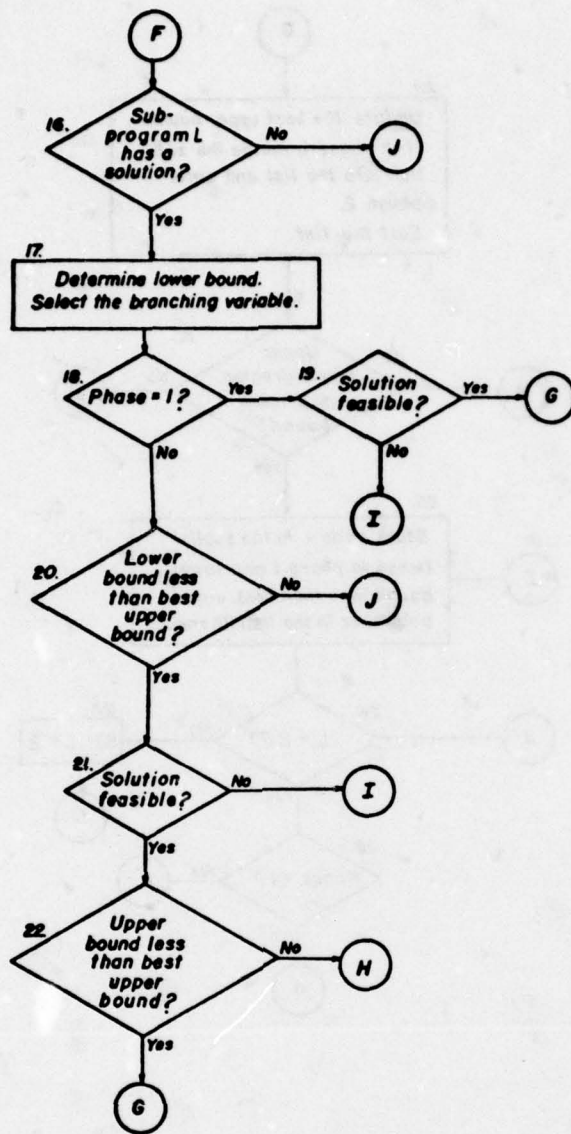 F
16.
Sub-
program L
has a
solution?
No
J
Yes
17.
Determine lower bound.
Select the branching variable.
18.
Phase = 1?
Yes
19.
Solution
feasible?
Yes
G
No
No
I
20.
Lower
bound less
than best
upper
bound?
No
J
Yes
21.
Solution
feasible?
No
I
Yes
22
Upper
bound less
than best
upper
bound?
No
H
Yes
G